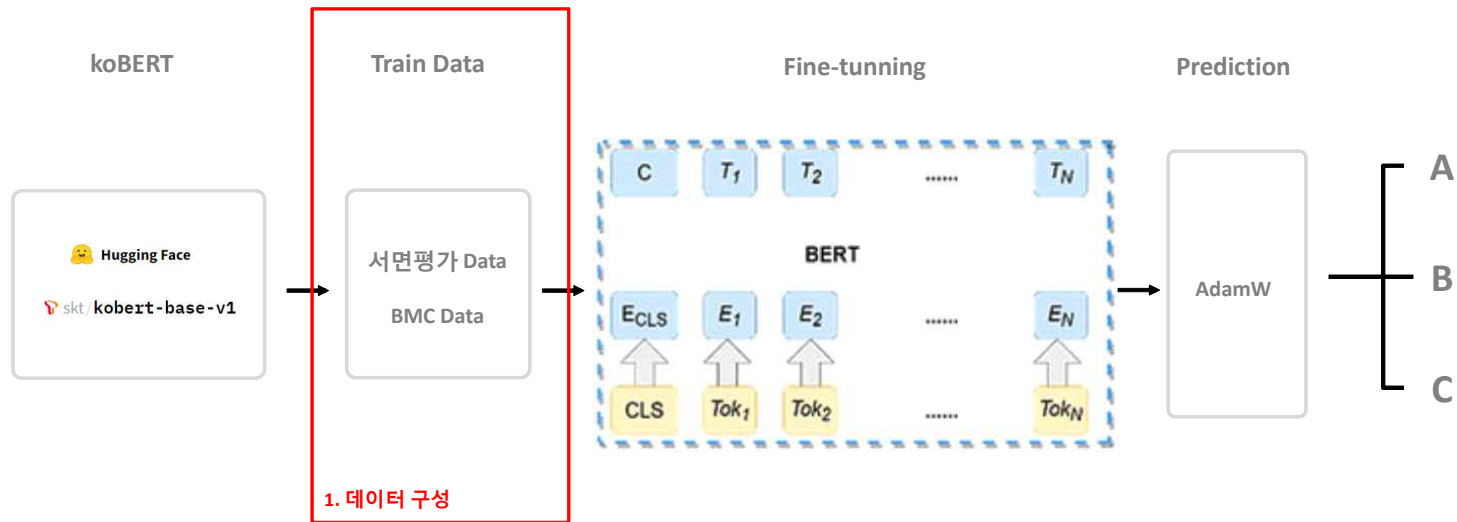 koBERT
Train Data
Fine-tunning
Prediction
Hugging Face
skt/kobert-base-v1
서면평가 Data
BMC Data
C T1 T2 ...... TN
BERT
ECLS E1 E2 ...... EN
CLS Tok1 Tok2 ...... TokN
AdamW
A
B
C
1. 데이터 구성